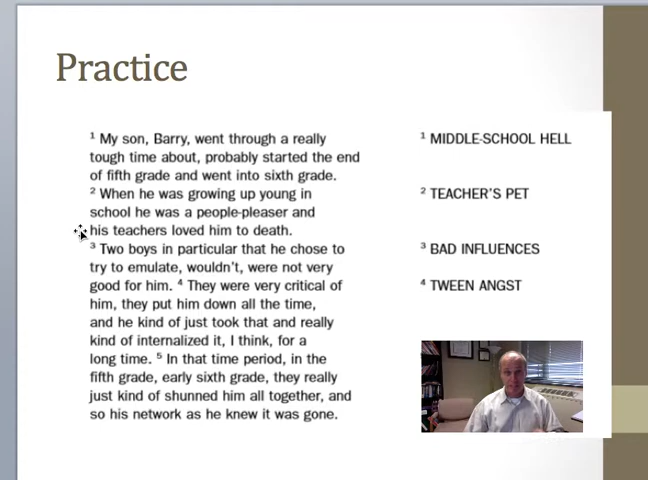 Practice
1 My son, Barry, went through a really
tough time about, probably started the end
of fifth grade and went into sixth grade.
2 When he was growing up young in
school he was a people-pleaser and
his teachers loved him to death.
3 Two boys in particular that he chose to
try to emulate, wouldn't, were not very
good for him. 4 They were very critical of
him, they put him down all the time,
and he kind of just took that and really
kind of internalized it, I think, for a
long time. 5 In that time period, in the
fifth grade, early sixth grade, they really
just kind of shunned him all together, and
so his network as he knew it was gone.
1 MIDDLE-SCHOOL HELL
2 TEACHER'S PET
3 BAD INFLUENCES
4 TWEEN ANGST